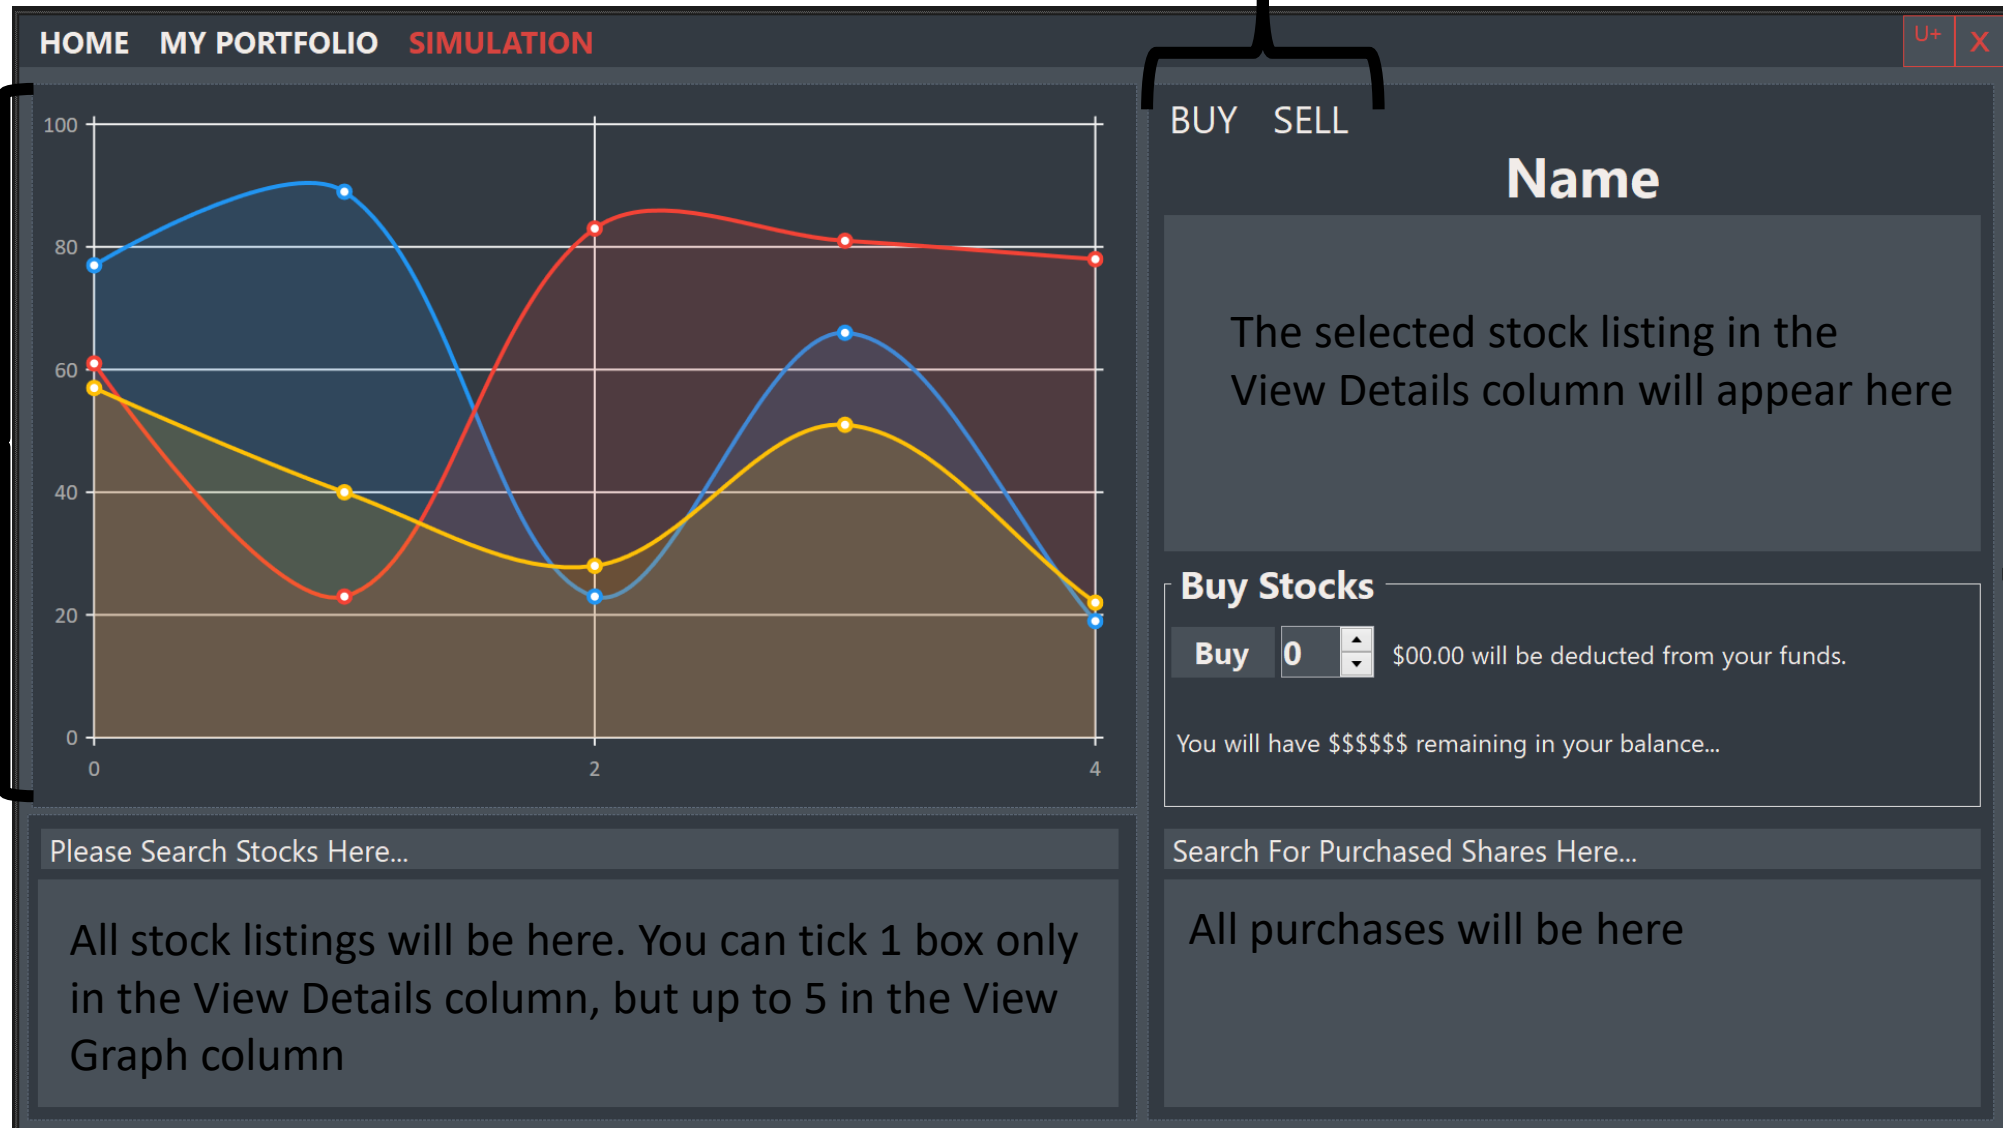 HOME MY PORTFOLIO SIMULATION
U+ X
100
80
60
40
20
0
0 2 4
BUY SELL
Name
The selected stock listing in the
View Details column will appear here
Buy Stocks
Buy 0 $00.00 will be deducted from your funds.
You will have $$$$$$ remaining in your balance...
Please Search Stocks Here...
All stock listings will be here. You can tick 1 box only
in the View Details column, but up to 5 in the View
Graph column
Search For Purchased Shares Here...
All purchases will be here